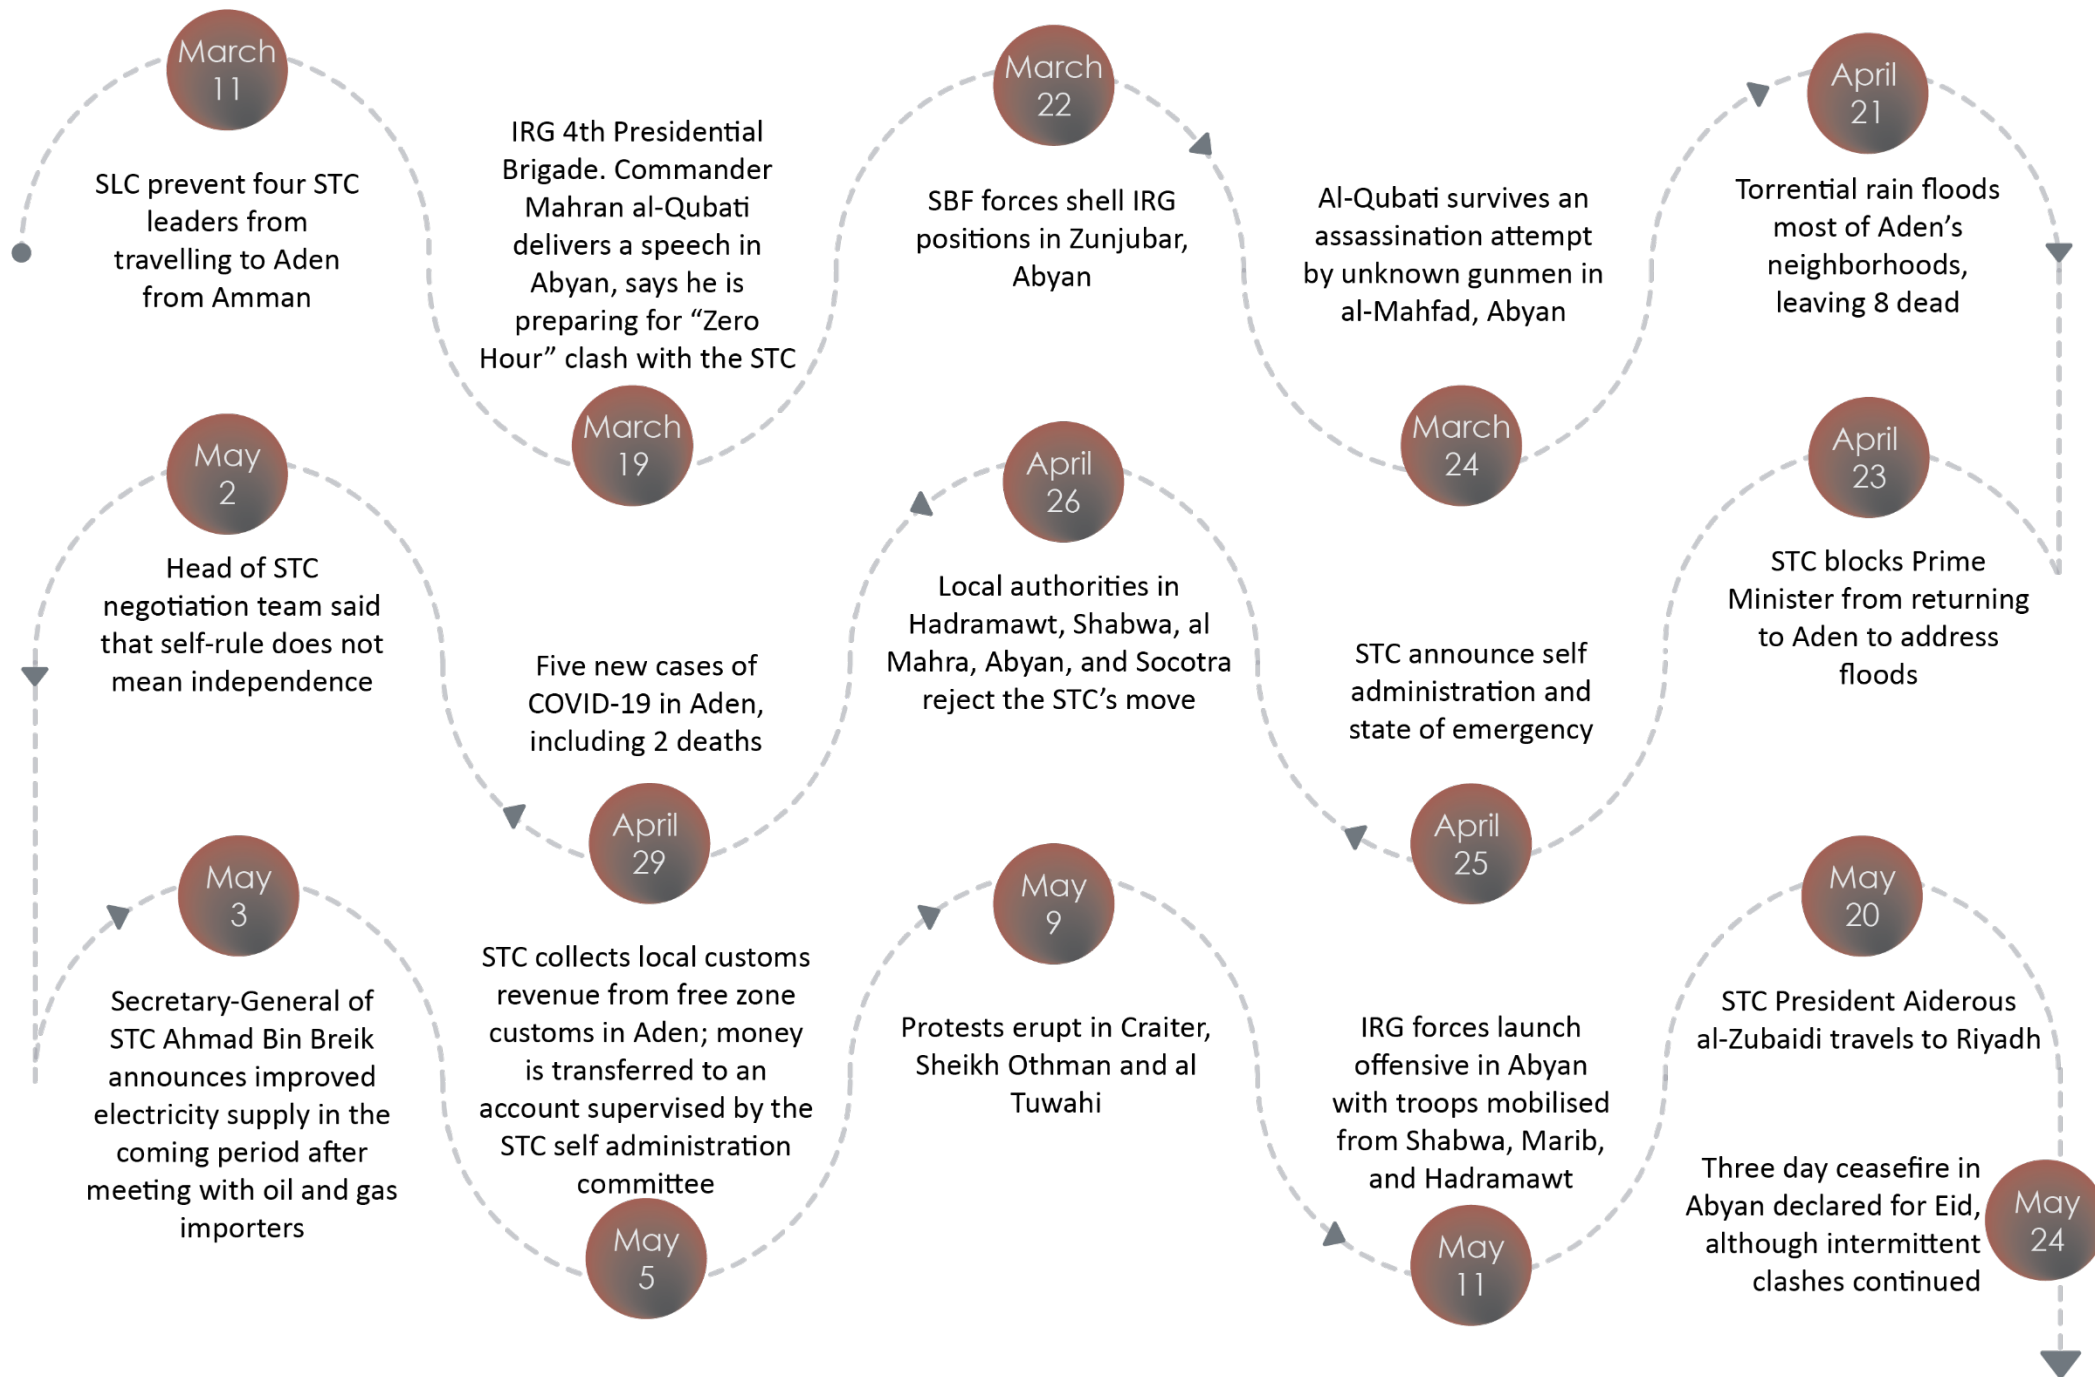 March
11
SLC prevent four STC
leaders from
travelling to Aden
from Amman
IRG 4th Presidential
Brigade. Commander
Mahran al-Qubati
delivers a speech in
Abyan, says he is
preparing for “Zero
Hour” clash with the STC
March
19
March
22
SBF forces shell IRG
positions in Zunjubar,
Abyan
Al-Qubati survives an
assassination attempt
by unknown gunmen in
al-Mahfad, Abyan
March
24
April
21
Torrential rain floods
most of Aden’s
neighborhoods,
leaving 8 dead
April
23
STC blocks Prime
Minister from returning
to Aden to address
floods
STC announce self
administration and
state of emergency
April
25
April
26
Local authorities in
Hadramawt, Shabwa, al
Mahra, Abyan, and Socotra
reject the STC’s move
Five new cases of
COVID-19 in Aden,
including 2 deaths
April
29
May
2
Head of STC
negotiation team said
that self-rule does not
mean independence
May
3
Secretary-General of
STC Ahmad Bin Breik
announces improved
electricity supply in the
coming period after
meeting with oil and gas
importers
STC collects local customs
revenue from free zone
customs in Aden; money
is transferred to an
account supervised by the
STC self administration
committee
May
5
May
9
Protests erupt in Craiter,
Sheikh Othman and al
Tuwahi
IRG forces launch
offensive in Abyan
with troops mobilised
from Shabwa, Marib,
and Hadramawt
May
11
May
20
STC President Aiderous
al-Zubaidi travels to Riyadh
Three day ceasefire in
Abyan declared for Eid,
although intermittent
clashes continued
May
24